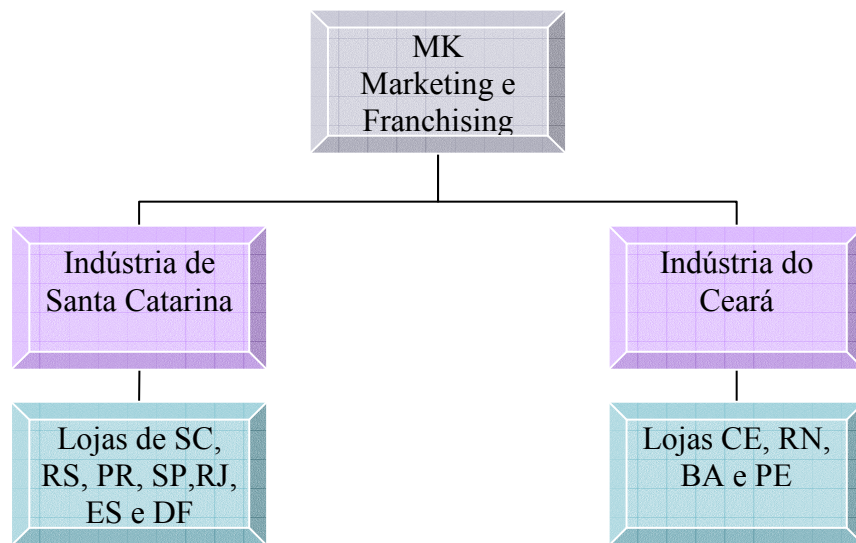 MK
Marketing e
Franchising
Indústria de
Santa Catarina
Indústria do
Ceará
Lojas de SC,
RS, PR, SP,RJ,
ES e DF
Lojas CE, RN,
BA e PE